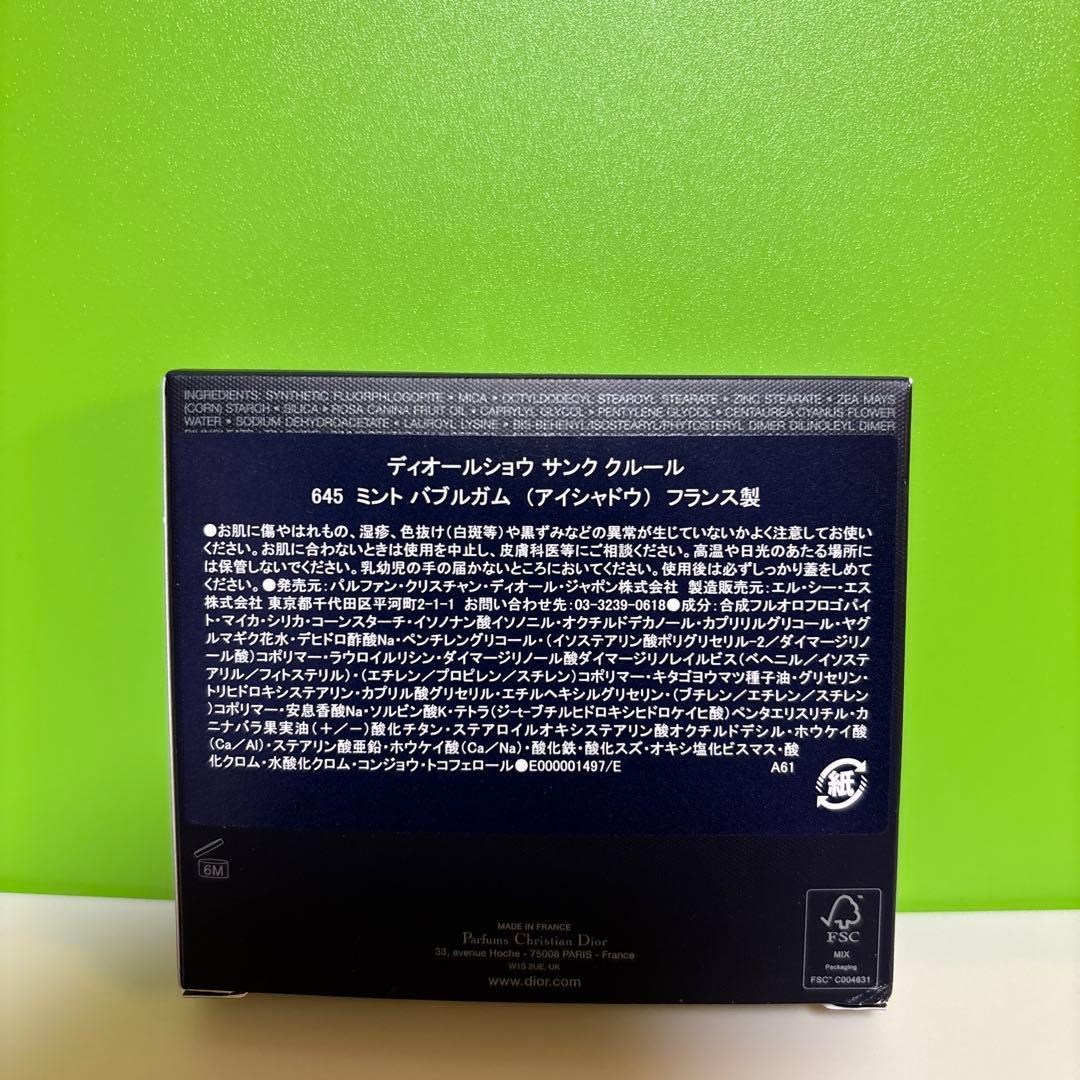 INGREDIENTS: SYNTHETIC FLUORPHLOGOPITE • MICA • OCTYLDODECYL STEAROYL STEARATE • ZINC STEARATE • ZEA MAYS
(CORN) STARCH • SILICA • ROSA CANINA FRUIT OIL • CAPRYLYL GLYCOL • PENTYLENE GLYCOL • CENTAUREA CYANUS FLOWER
WATER • SODIUM DEHYDROACETATE • LAUROYL LYSINE • BIS-BEHENYL/ISOSTEARYL/PHYTOSTERYL DIMER DILINOLEYL DIMER
ディオールショウ サンク クルール
645 ミント バブルガム (アイシャドウ) フランス製
●お肌に傷やはれもの、湿疹、色抜け(白斑等)や黒ずみなどの異常が生じていないかよく注意してお使い
ください。お肌に合わないときは使用を中止し、皮膚科医等にご相談ください。高温や日光のあたる場所に
は保管しないでください。乳幼児の手の届かないところにおいてください。使用後は必ずしっかり蓋をしめて
ください。●発売元:パルファン・クリスチャン・ディオール・ジャポン株式会社 製造販売元:エル・シー・エス
株式会社 東京都千代田区平河町2-1-1 お問い合わせ先:03-3239-0618●成分:合成フルオロフロゴパイ
ト・マイカ・シリカ・コーンスターチ・イソノナン酸イソノニル・オクチルドデカノール・カプリリルグリコール・ヤグ
ルマギク花水・デヒドロ酢酸Na・ペンチレングリコール・(イソステアリン酸ポリグリセリル-2/ダイマージリノ
ール酸)コポリマー・ラウロイルリシン・ダイマージリノール酸ダイマージリノレイルビス(ベヘニル/イソステ
アリル/フィトステリル)・(エチレン/プロピレン/スチレン)コポリマー・キタゴヨウマツ種子油・グリセリン・
トリヒドロキシステアリン・カプリル酸グリセリル・エチルヘキシルグリセリン・(ブチレン/エチレン/スチレン
)コポリマー・安息香酸Na・ソルビン酸K・テトラ(ジ-t-ブチルヒドロキシヒドロケイヒ酸)ペンタエリスリチル・カ
ニナバラ果実油(+/-)酸化チタン・ステアロイルオキシステアリン酸オクチルドデシル・ホウケイ酸
(Ca/Al)・ステアリン酸亜鉛・ホウケイ酸(Ca/Na)・酸化鉄・酸化スズ・オキシ塩化ビスマス・酸
化クロム・水酸化クロム・コンジョウ・トコフェロール●E000001497/E A61
紙
6M
MADE IN FRANCE
Parfums Christian Dior
33, avenue Hoche - 75008 PARIS - France
W1S 2UE, UK
www.dior.com
FSC
MIX
Packaging
FSC™ C004631